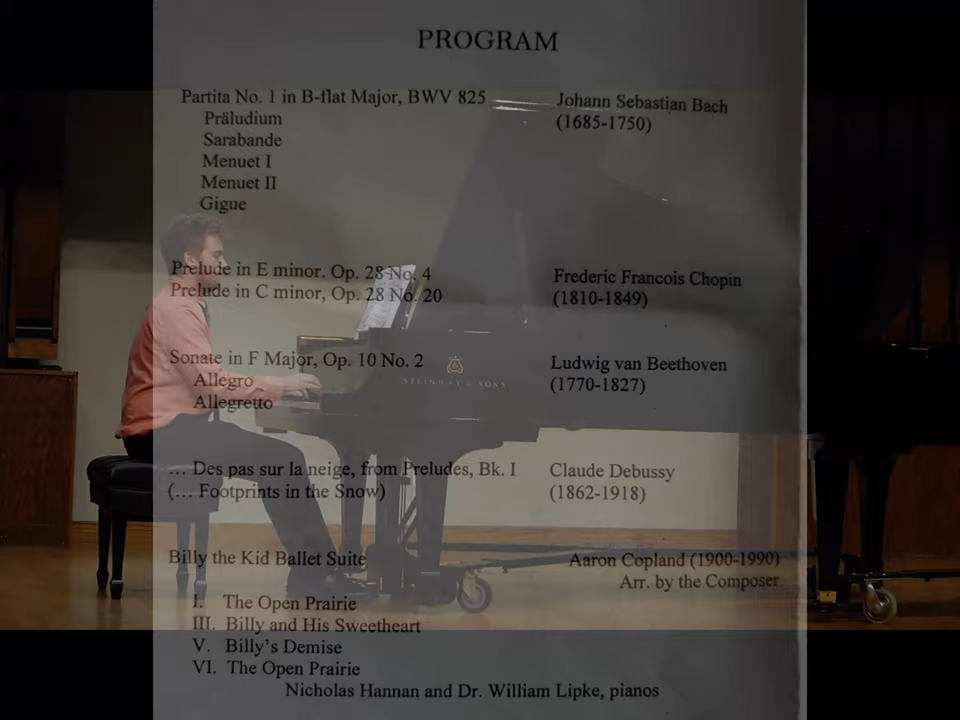 PROGRAM
Partita No. 1 in B-flat Major, BWV 825 Johann Sebastian Bach
Präludium (1685-1750)
Sarabande
Menuet I
Menuet II
Gigue
Prelude in E minor. Op. 28 No. 4 Frederic Francois Chopin
Prelude in C minor, Op. 28 No. 20 (1810-1849)
Sonate in F Major, Op. 10 No. 2 Ludwig van Beethoven
Allegro (1770-1827)
STEINWAY & SONS
Allegretto
... Des pas sur la neige, from Preludes, Bk. I Claude Debussy
(... Footprints in the Snow) (1862-1918)
Billy the Kid Ballet Suite Aaron Copland (1900-1990)
Arr. by the Composer
I. The Open Prairie
III. Billy and His Sweetheart
V. Billy's Demise
VI. The Open Prairie
Nicholas Hannan and Dr. William Lipke, pianos